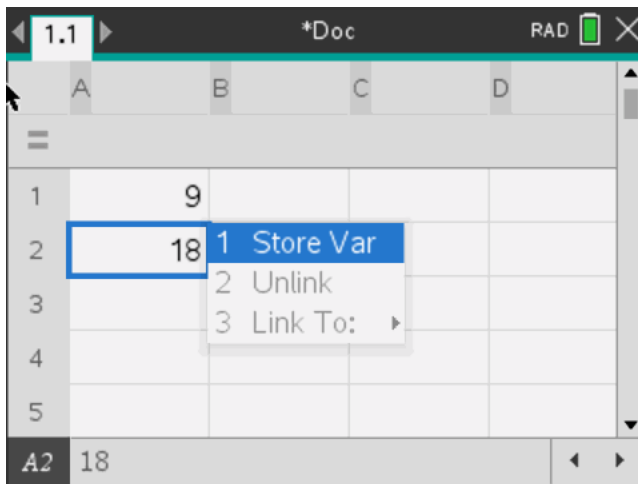 1.1 *Doc RAD
A B C D
=
1 9
2 18
1 Store Var
2 Unlink
3 Link To:
3
4
5
A2 18